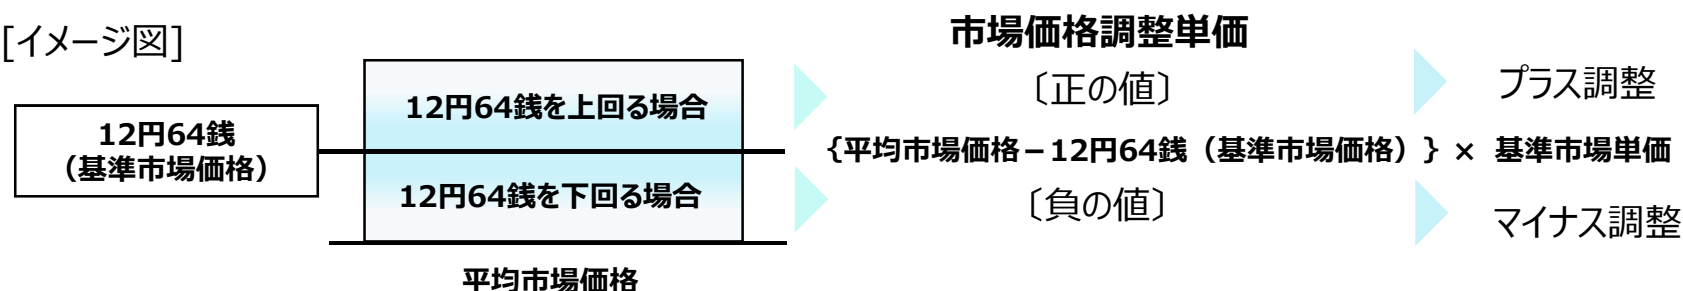 [イメージ図]
市場価格調整単価
12円64銭
（基準市場価格）
12円64銭を上回る場合
〔正の値〕
プラス調整
{平均市場価格－12円64銭（基準市場価格）} × 基準市場単価
12円64銭を下回る場合
〔負の値〕
マイナス調整
平均市場価格